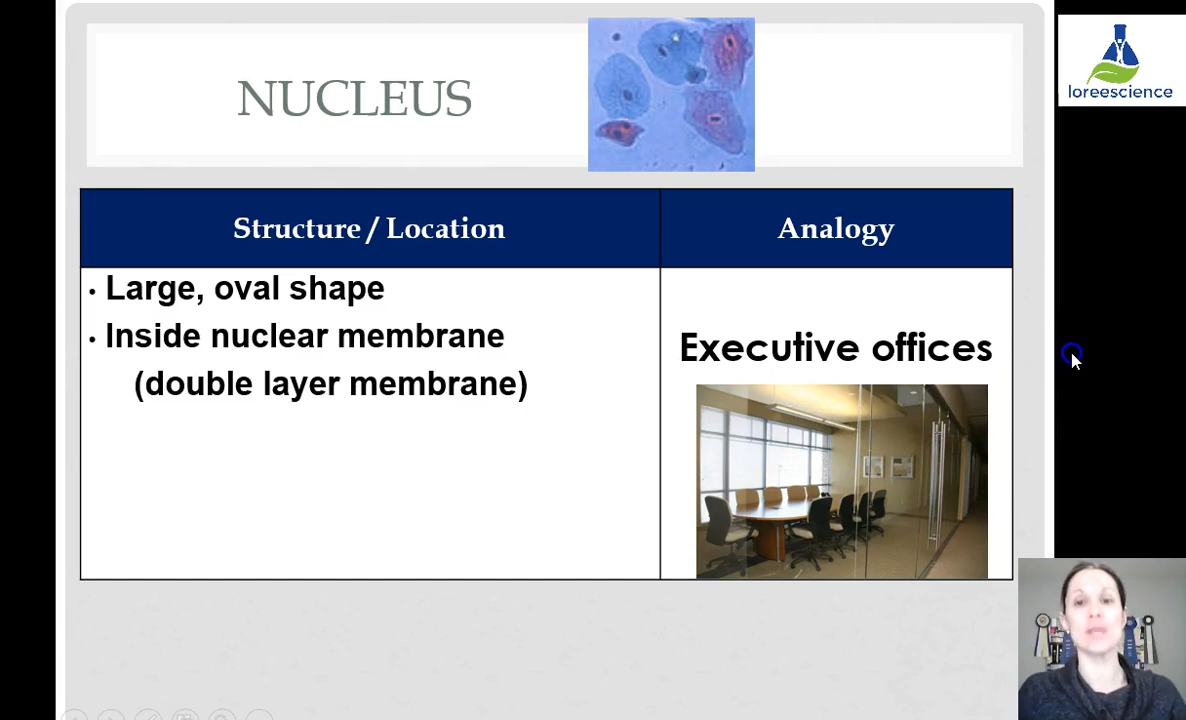 NUCLEUS
loreescience
Structure / Location
Analogy
• Large, oval shape
• Inside nuclear membrane
(double layer membrane)
Executive offices